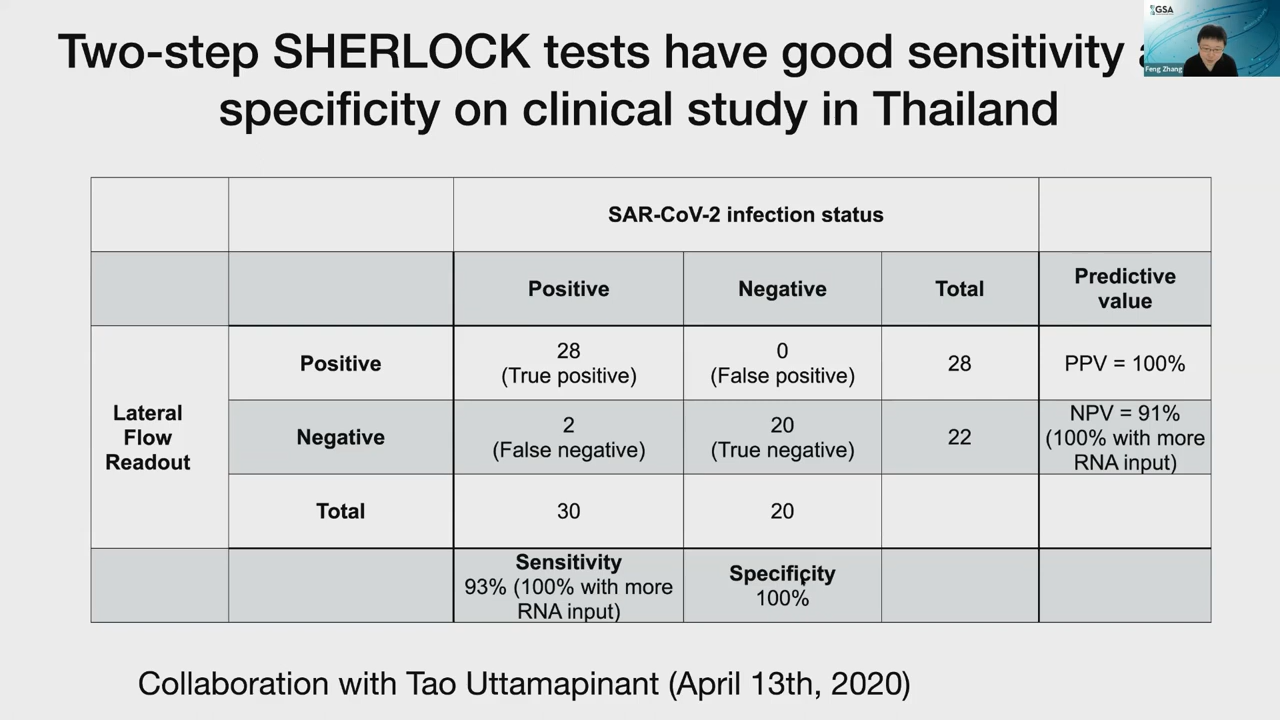 Two-step SHERLOCK tests have good sensitivity
specificity on clinical study in Thailand
GSA
Feng Zhang
SAR-CoV-2 infection status
Positive
Negative
Total
Predictive
value
Lateral
Flow
Readout
Positive
28
(True positive)
0
(False positive)
28
PPV = 100%
Negative
2
(False negative)
20
(True negative)
22
NPV = 91%
(100% with more
RNA input)
Total
30
20
Sensitivity
93% (100% with more
RNA input)
Specificity
100%
Collaboration with Tao Uttamapinant (April 13th, 2020)